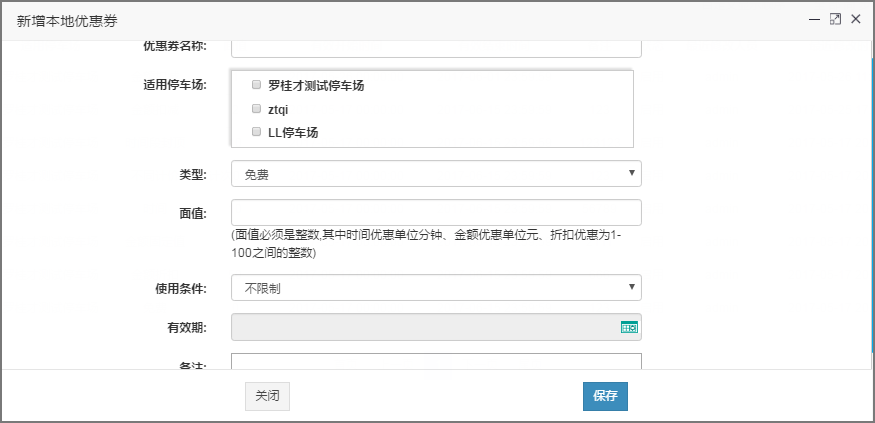 新增本地优惠券
优惠券名称:
适用停车场:
罗桂才测试停车场
ztqi
LL停车场
类型:
免费
面值:
(面值必须是整数,其中时间优惠单位分钟、金额优惠单位元、折扣优惠为1-
100之间的整数)
使用条件:
不限制
有效期:
备注:
关闭
保存